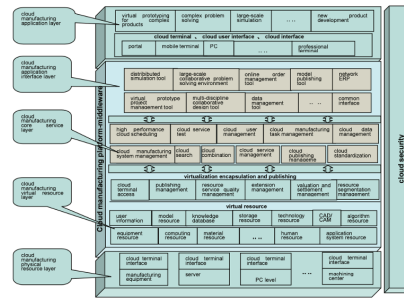 cloud manufacturing application layer
virtual prototyping for complex products
complex problem solving
large-scale simulation
....
new product development
cloud terminal 、 cloud user interface 、 cloud interface
portal
mobile terminal
PC
....
professional terminal
cloud manufacturing application interface layer
distributed simulation tool
large-scale collaborative problem solving environment
online order management tool
model publishing tool
network ERP
virtual prototype project management tool
multi-discipline collaborative design tool
data management tool
.. ..
common interface
cloud manufacturing core service layer
high performance cloud scheduling
cloud service test
cloud user management
cloud manufacturing task management
cloud data management
cloud manufacturing system management
cloud search
cloud combination
cloud service management
cloud publishing
cloud standardization
virtualization encapsulation and publishing
cloud terminal access
publishing management
resource service quality management
extension management
valuation and settlement management
resource segmentation management
cloud manufacturing virtual resource layer
virtual resource
user information
model resource
knowledge database
storage resource
technology resource
CAD/ CAM
algorithm resource
equipment resource
computing resource
material resource
....
human resource
application system resource
cloud manufacturing physical resource layer
cloud terminal interface
manufacturing equipment
cloud terminal interface
server
cloud terminal interface
PC level
....
cloud terminal interface
machining center
Cloud manufacturing platform-middleware
cloud security